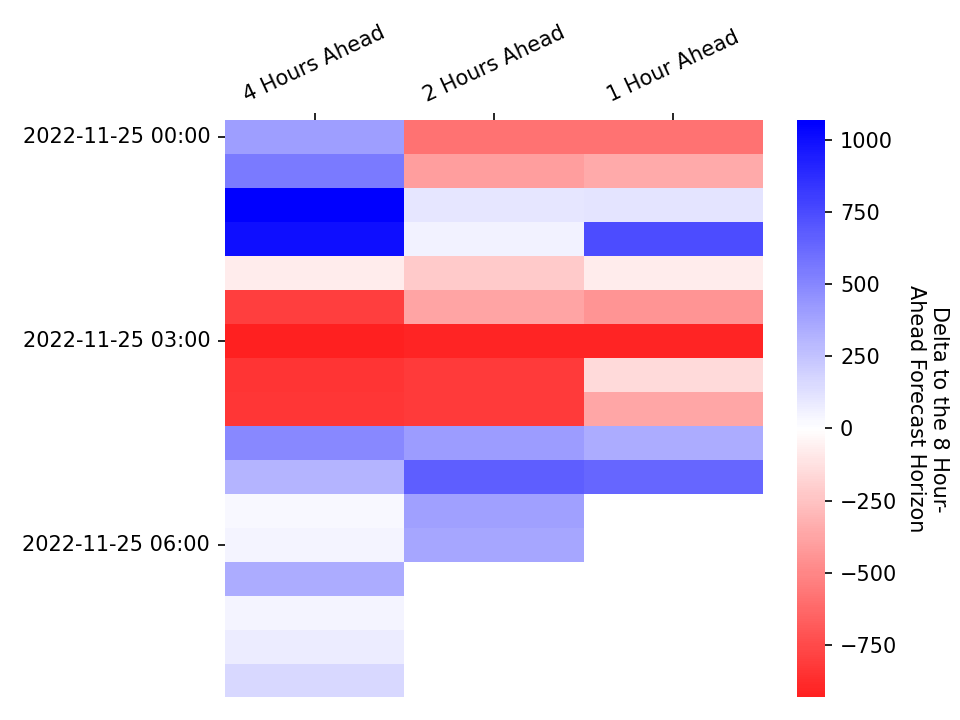 4 Hours Ahead
2 Hours Ahead
1 Hour Ahead
2022-11-25 00:00
2022-11-25 03:00
2022-11-25 06:00
1000
750
500
250
0
−250
−500
−750
Delta to the 8 Hour-
Ahead Forecast Horizon